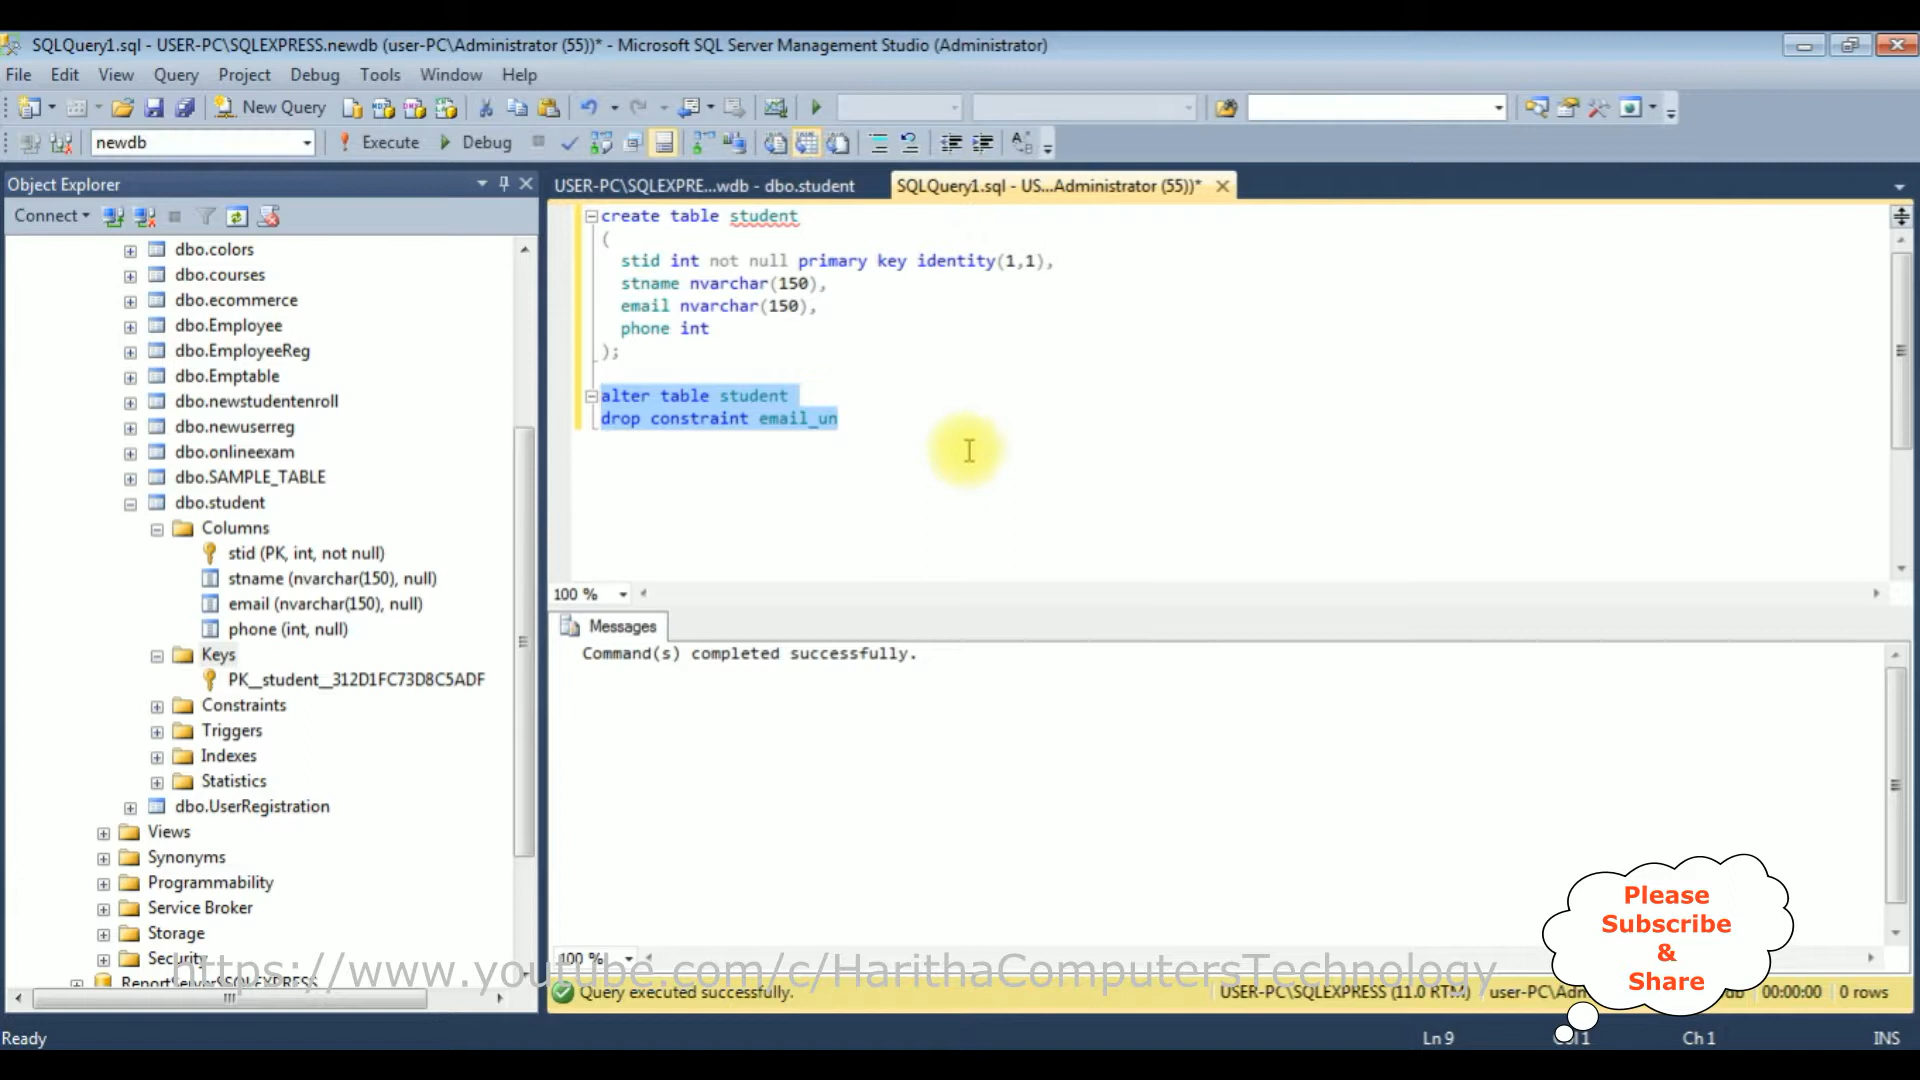 SQLQuery1.sql - USER-PC\SQLEXPRESS.newdb (user-PC\Administrator (55))* - Microsoft SQL Server Management Studio (Administrator)
File Edit View Query Project Debug Tools Window Help
New Query
newdb Execute Debug
Object Explorer
Connect
dbo.colors
dbo.courses
dbo.ecommerce
dbo.Employee
dbo.EmployeeReg
dbo.Emptable
dbo.newstudentenroll
dbo.newuserreg
dbo.onlineexam
dbo.SAMPLE_TABLE
dbo.student
Columns
stid (PK, int, not null)
stname (nvarchar(150), null)
email (nvarchar(150), null)
phone (int, null)
Keys
PK__student__312D1FC73D8C5ADF
Constraints
Triggers
Indexes
Statistics
dbo.UserRegistration
Views
Synonyms
Programmability
Service Broker
Storage
Security
USER-PC\SQLEXPRE...wdb - dbo.student
SQLQuery1.sql - US...Administrator (55))*
create table student
(
stid int not null primary key identity(1,1),
stname nvarchar(150),
email nvarchar(150),
phone int
);
alter table student
drop constraint email_un
100 %
Messages
Command(s) completed successfully.
100 %
https://www.youtube.com/c/HarithaComputersTechnology
Query executed successfully. USER-PC\SQLEXPRESS (11.0 RTM) 00:00:00 0 rows
Please
Subscribe
&
Share
Ready Ln 9 Ch 1 INS